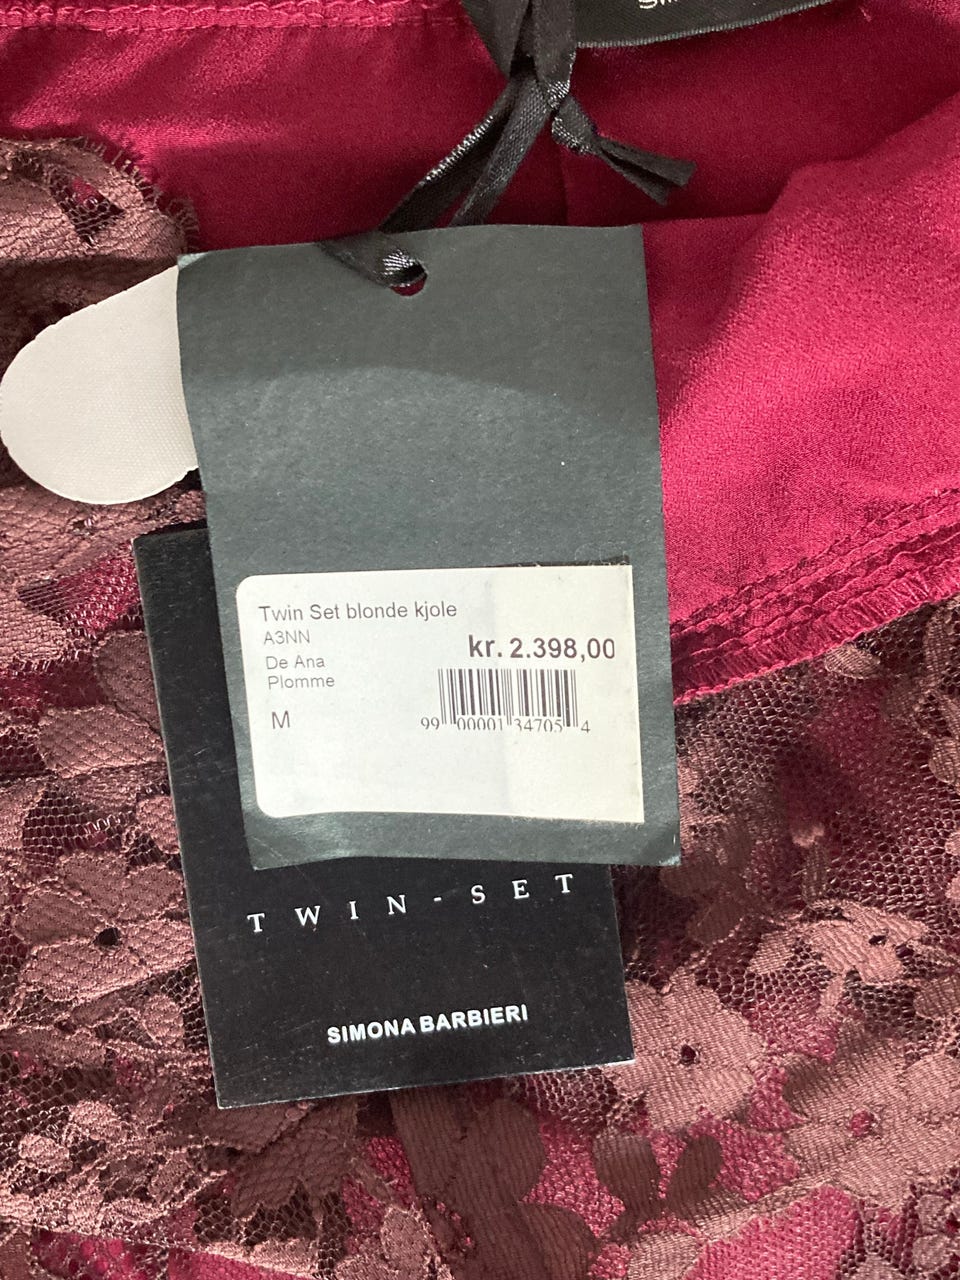 Twin Set blonde kjole
A3NN
kr. 2.398,00
De Ana
Plomme
M
99 00001 34705 4
TWIN-SET
SIMONA BARBIERI